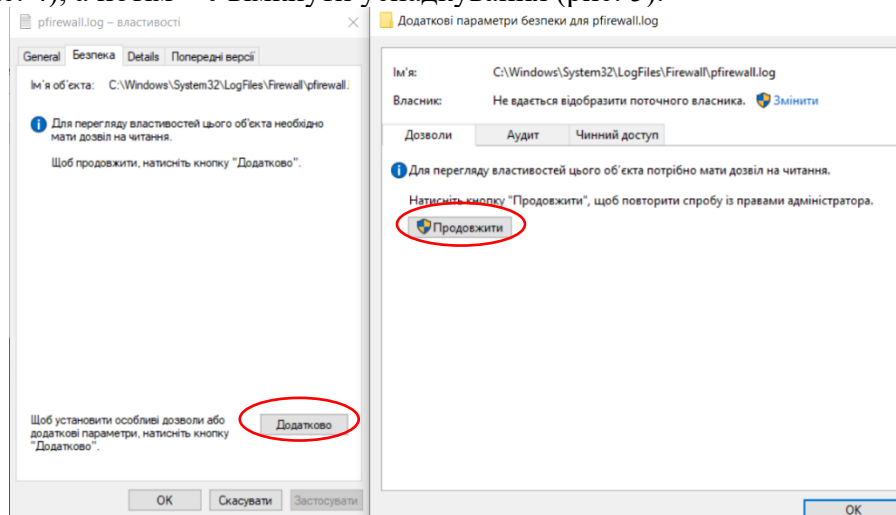 pfirewall.log – властивості
General Безпека Details Попередні версії
Ім'я об'єкта: C:\Windows\System32\LogFiles\Firewall\pfirewall.
Для перегляду властивостей цього об'єкта необхідно
мати дозвіл на читання.
Щоб продовжити, натисніть кнопку "Додатково".
Щоб установити особливі дозволи або
додаткові параметри, натисніть кнопку
"Додатково".
Додатково
OK Скасувати Застосувати
Додаткові параметри безпеки для pfirewall.log
Ім'я: C:\Windows\System32\LogFiles\Firewall\pfirewall.log
Власник: Не вдається відобразити поточного власника. Змінити
Дозволи Аудит Чинний доступ
Для перегляду властивостей цього об'єкта потрібно мати дозвіл на читання.
Натисніть кнопку "Продовжити", щоб повторити спробу із правами адміністратора.
Продовжити
OK